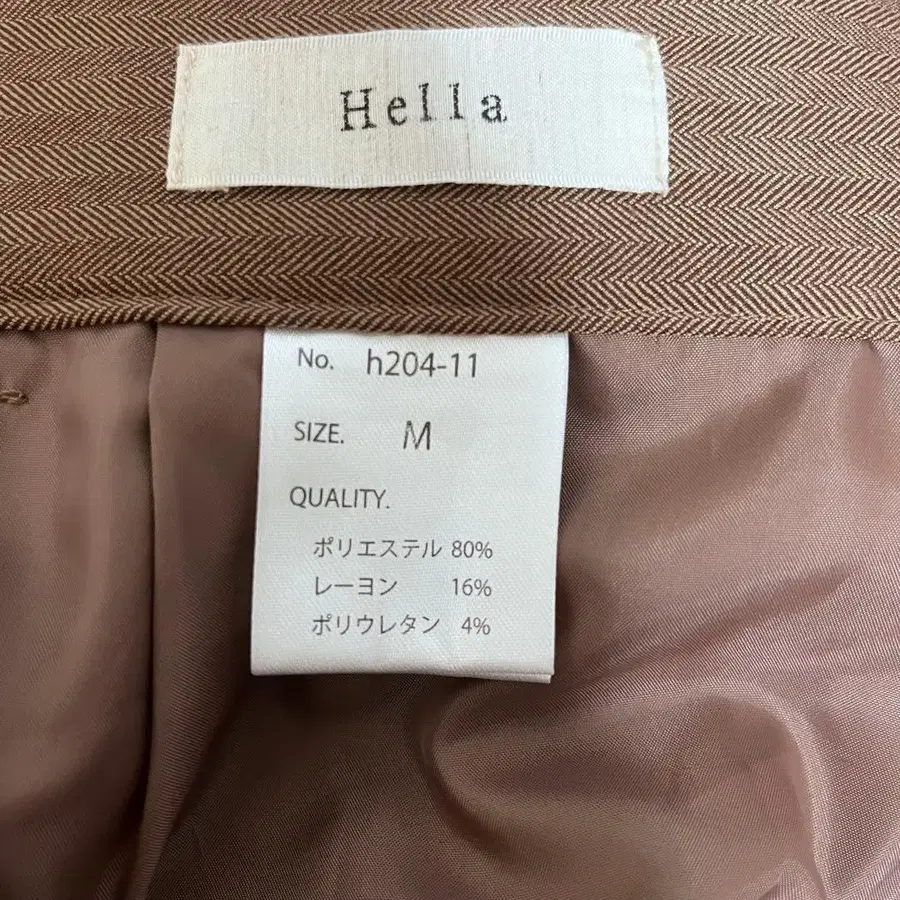 Hella
No. h204-11
SIZE. M
QUALITY.
ポリエステル 80%
レーヨン 16%
ポリウレタン 4%